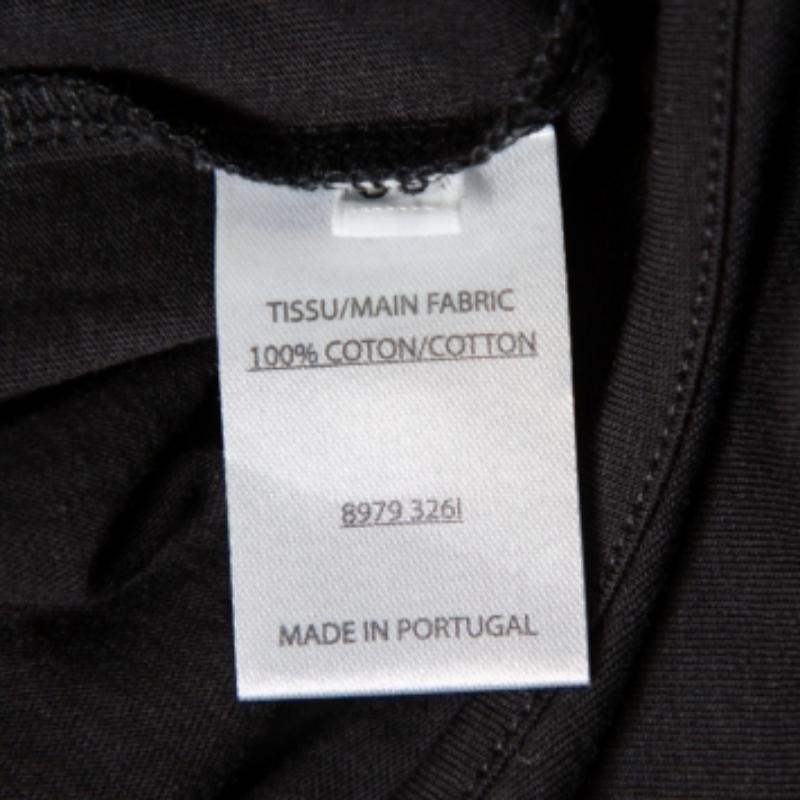 TISSU/MAIN FABRIC
100% COTON/COTTON
8979 326I
MADE IN PORTUGAL